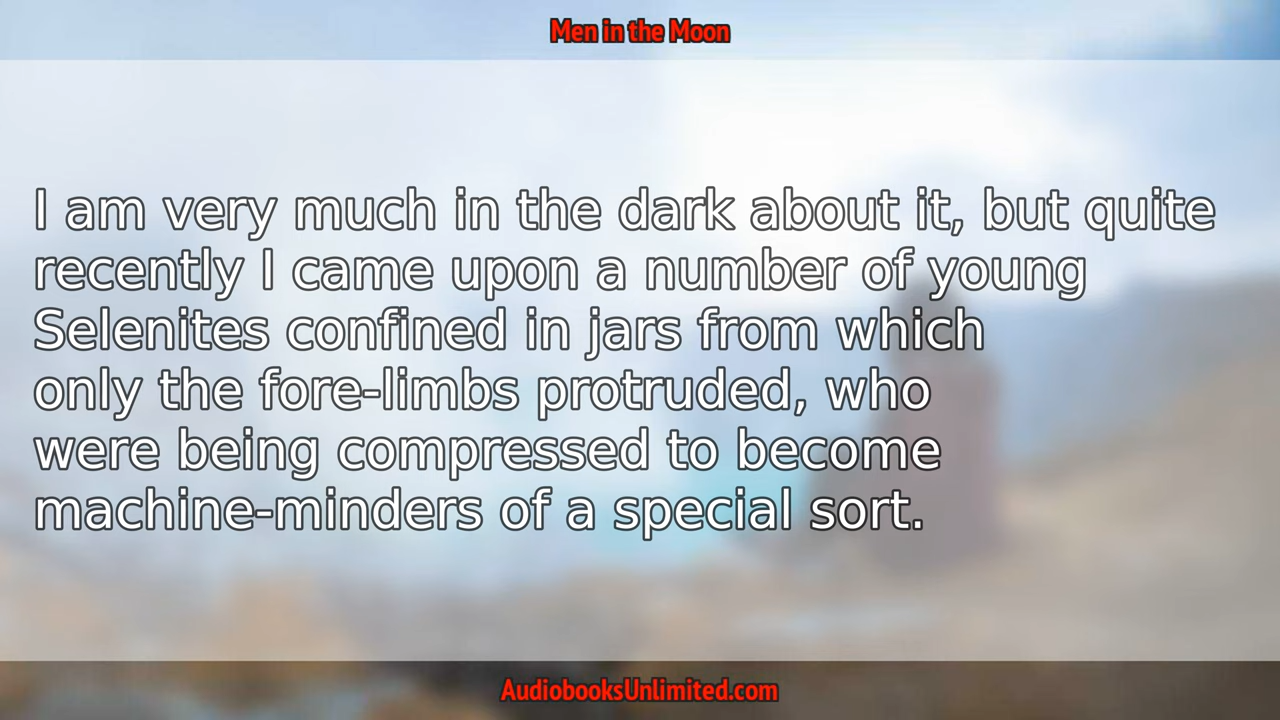 Men in the Moon
I am very much in the dark about it, but quite
recently I came upon a number of young
Selenites confined in jars from which
only the fore-limbs protruded, who
were being compressed to become
machine-minders of a special sort.
AudiobooksUnlimited.com